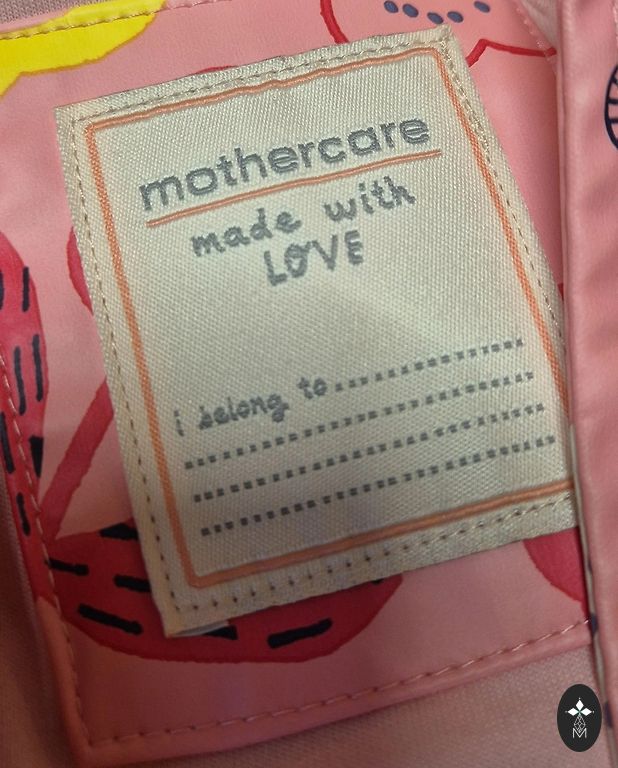 mothercare
made with
LOVE
i belong to
M